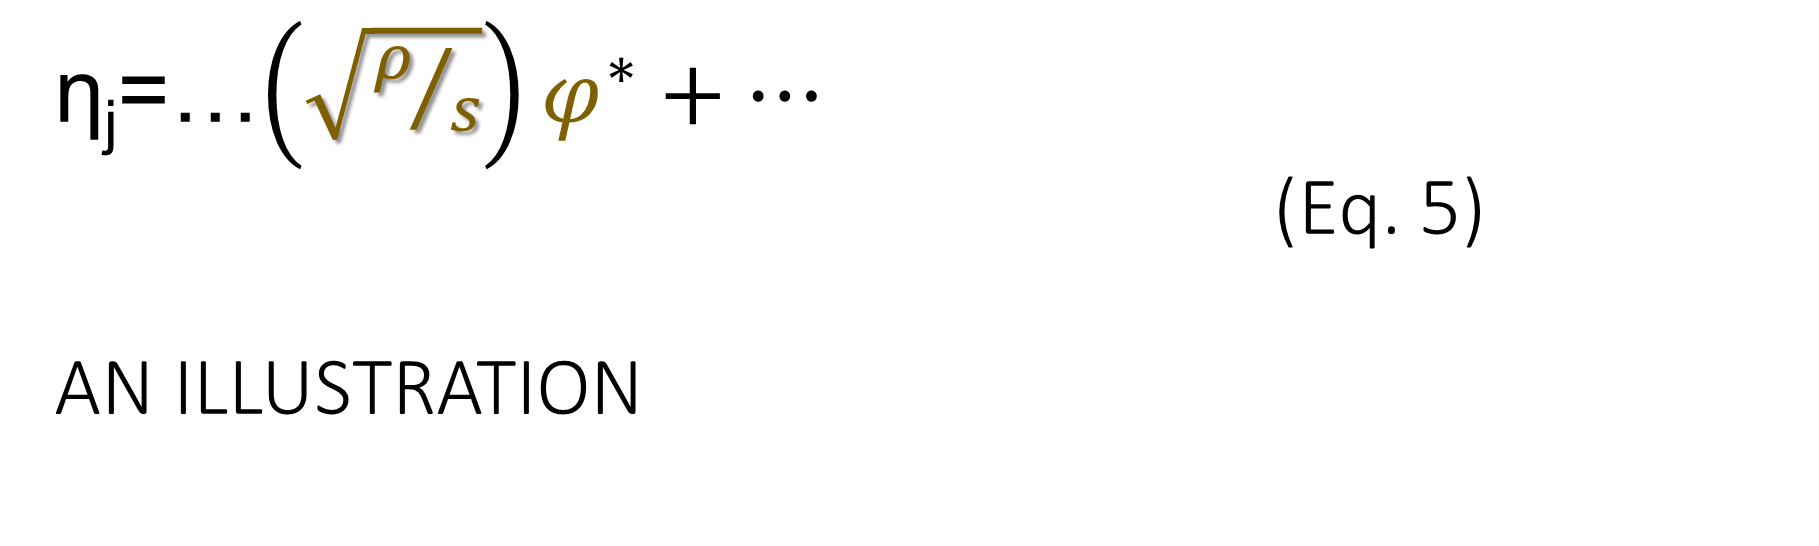 ηⱼ=…(√ρ/s) φ* + ⋯
(Eq. 5)
AN ILLUSTRATION